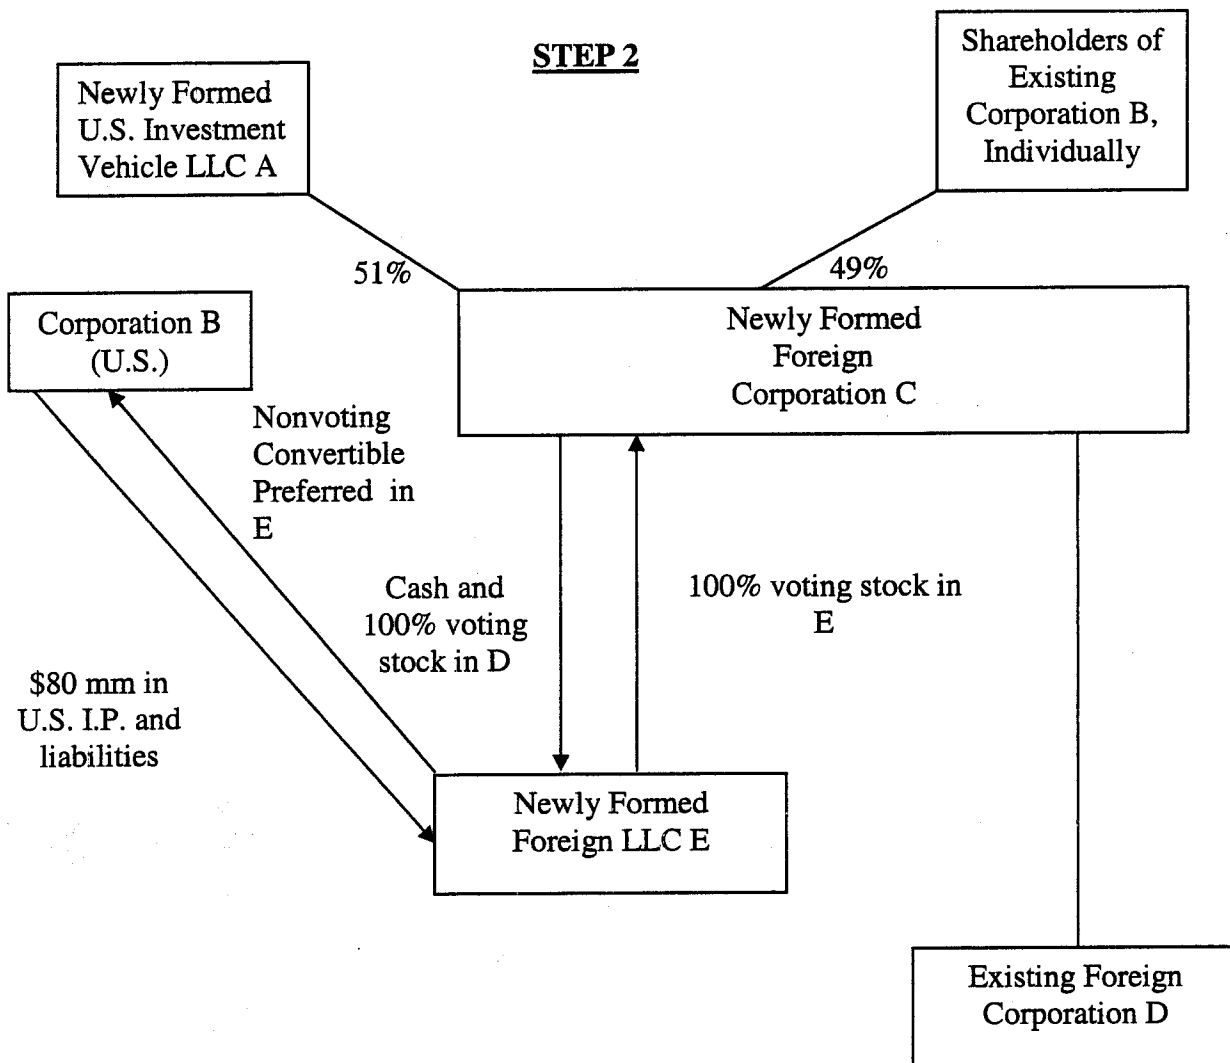 STEP 2
Newly Formed
U.S. Investment
Vehicle LLC A
Shareholders of
Existing
Corporation B,
Individually
51%
49%
Corporation B
(U.S.)
Newly Formed
Foreign
Corporation C
Nonvoting
Convertible
Preferred in
E
Cash and
100% voting
stock in D
100% voting stock in
E
$80 mm in
U.S. I.P. and
liabilities
Newly Formed
Foreign LLC E
Existing Foreign
Corporation D